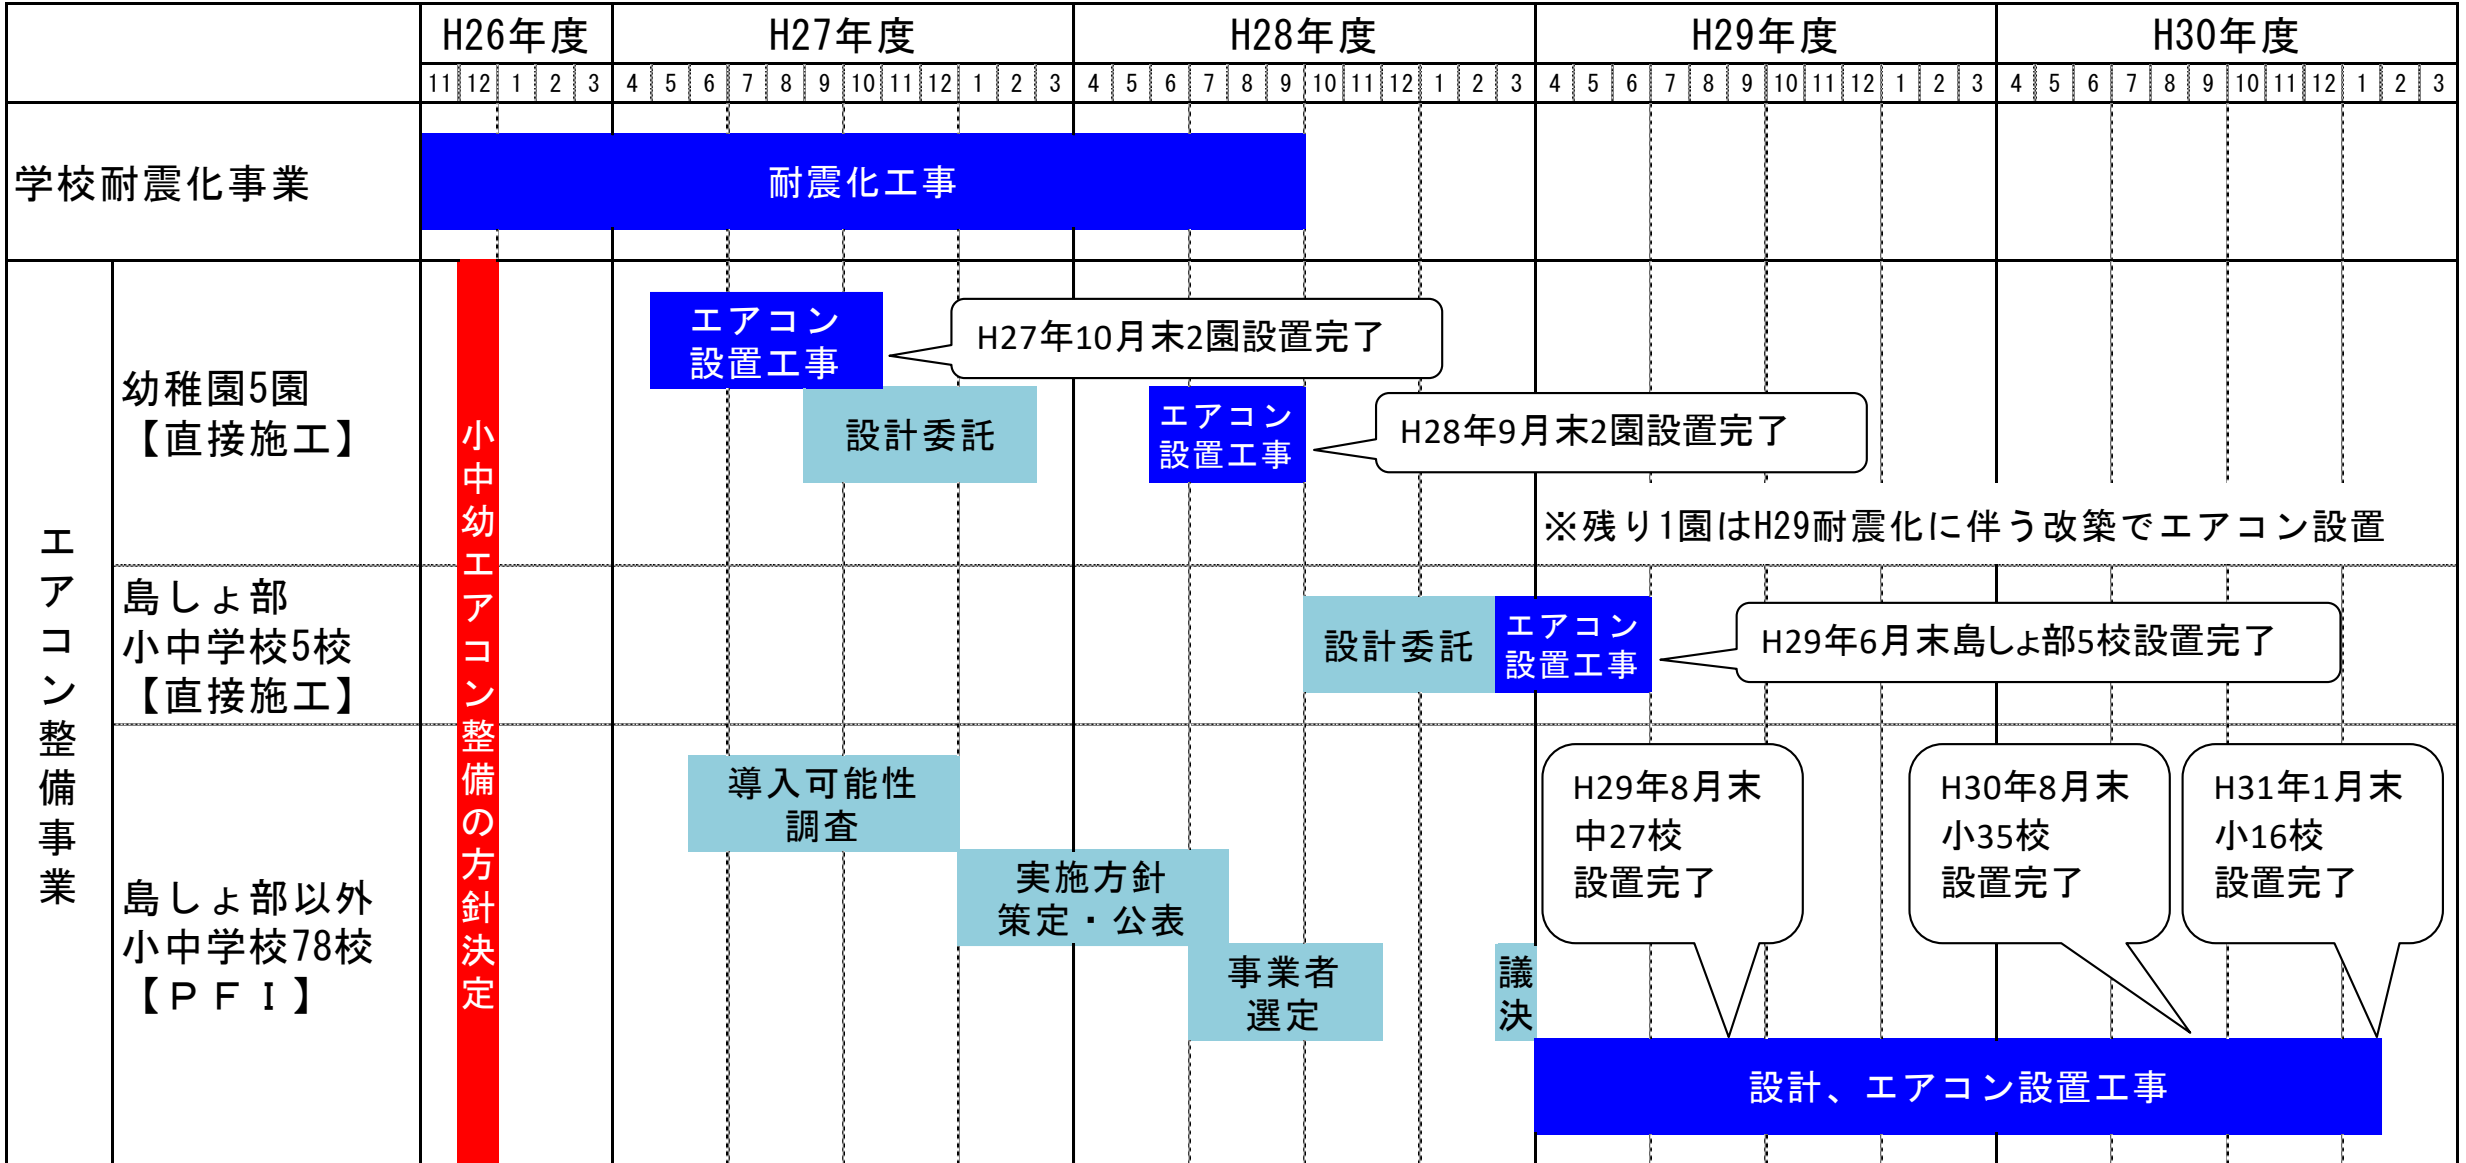 H26年度 H27年度 H28年度 H29年度 H30年度
11 12 1 2 3 4 5 6 7 8 9 10 11 12 1 2 3 4 5 6 7 8 9 10 11 12 1 2 3 4 5 6 7 8 9 10 11 12 1 2 3 4 5 6 7 8 9 10 11 12 1 2 3
学校耐震化事業
耐震化工事
エアコン整備事業
小中幼エアコン整備の方針決定
幼稚園5園
【直接施工】
エアコン
設置工事
H27年10月末2園設置完了
設計委託
エアコン
設置工事
H28年9月末2園設置完了
※残り1園はH29耐震化に伴う改築でエアコン設置
島しょ部
小中学校5校
【直接施工】
設計委託
エアコン
設置工事
H29年6月末島しょ部5校設置完了
島しょ部以外
小中学校78校
【ＰＦＩ】
導入可能性
調査
実施方針
策定・公表
事業者
選定
議
決
H29年8月末
中27校
設置完了
H30年8月末
小35校
設置完了
H31年1月末
小16校
設置完了
設計、エアコン設置工事